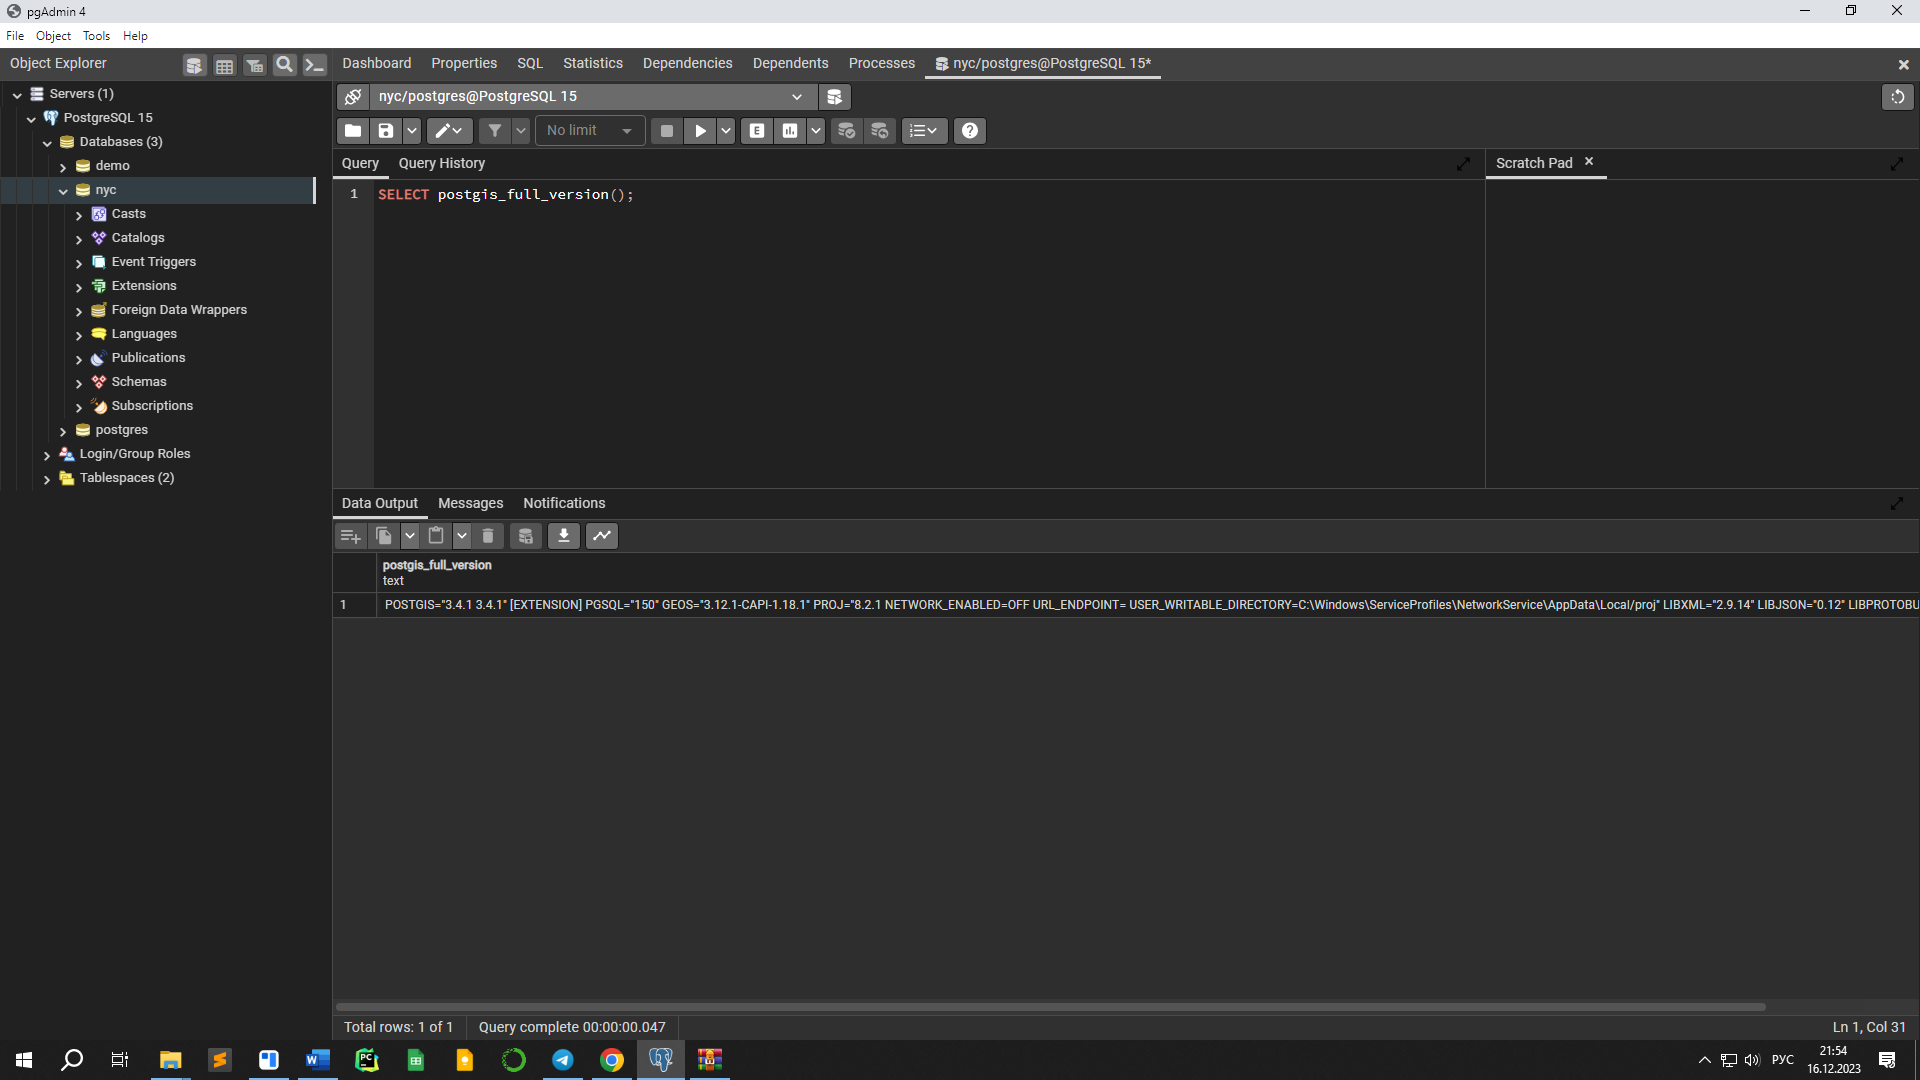 pgAdmin 4
File Object Tools Help
Object Explorer
Dashboard Properties SQL Statistics Dependencies Dependents Processes nyc/postgres@PostgreSQL 15*
Servers (1)
PostgreSQL 15
Databases (3)
demo
nyc
Casts
Catalogs
Event Triggers
Extensions
Foreign Data Wrappers
Languages
Publications
Schemas
Subscriptions
postgres
Login/Group Roles
Tablespaces (2)
nyc/postgres@PostgreSQL 15
No limit
E
Query Query History
Scratch Pad
1 SELECT postgis_full_version();
Data Output Messages Notifications
postgis_full_version
text
1 POSTGIS="3.4.1 3.4.1" [EXTENSION] PGSQL="150" GEOS="3.12.1-CAPI-1.18.1" PROJ="8.2.1 NETWORK_ENABLED=OFF URL_ENDPOINT= USER_WRITABLE_DIRECTORY=C:\Windows\ServiceProfiles\NetworkService\AppData\Local/proj" LIBXML="2.9.14" LIBJSON="0.12" LIBPROTOBU
Total rows: 1 of 1 Query complete 00:00:00.047
Ln 1, Col 31
W
PC
РУС
21:54
16.12.2023